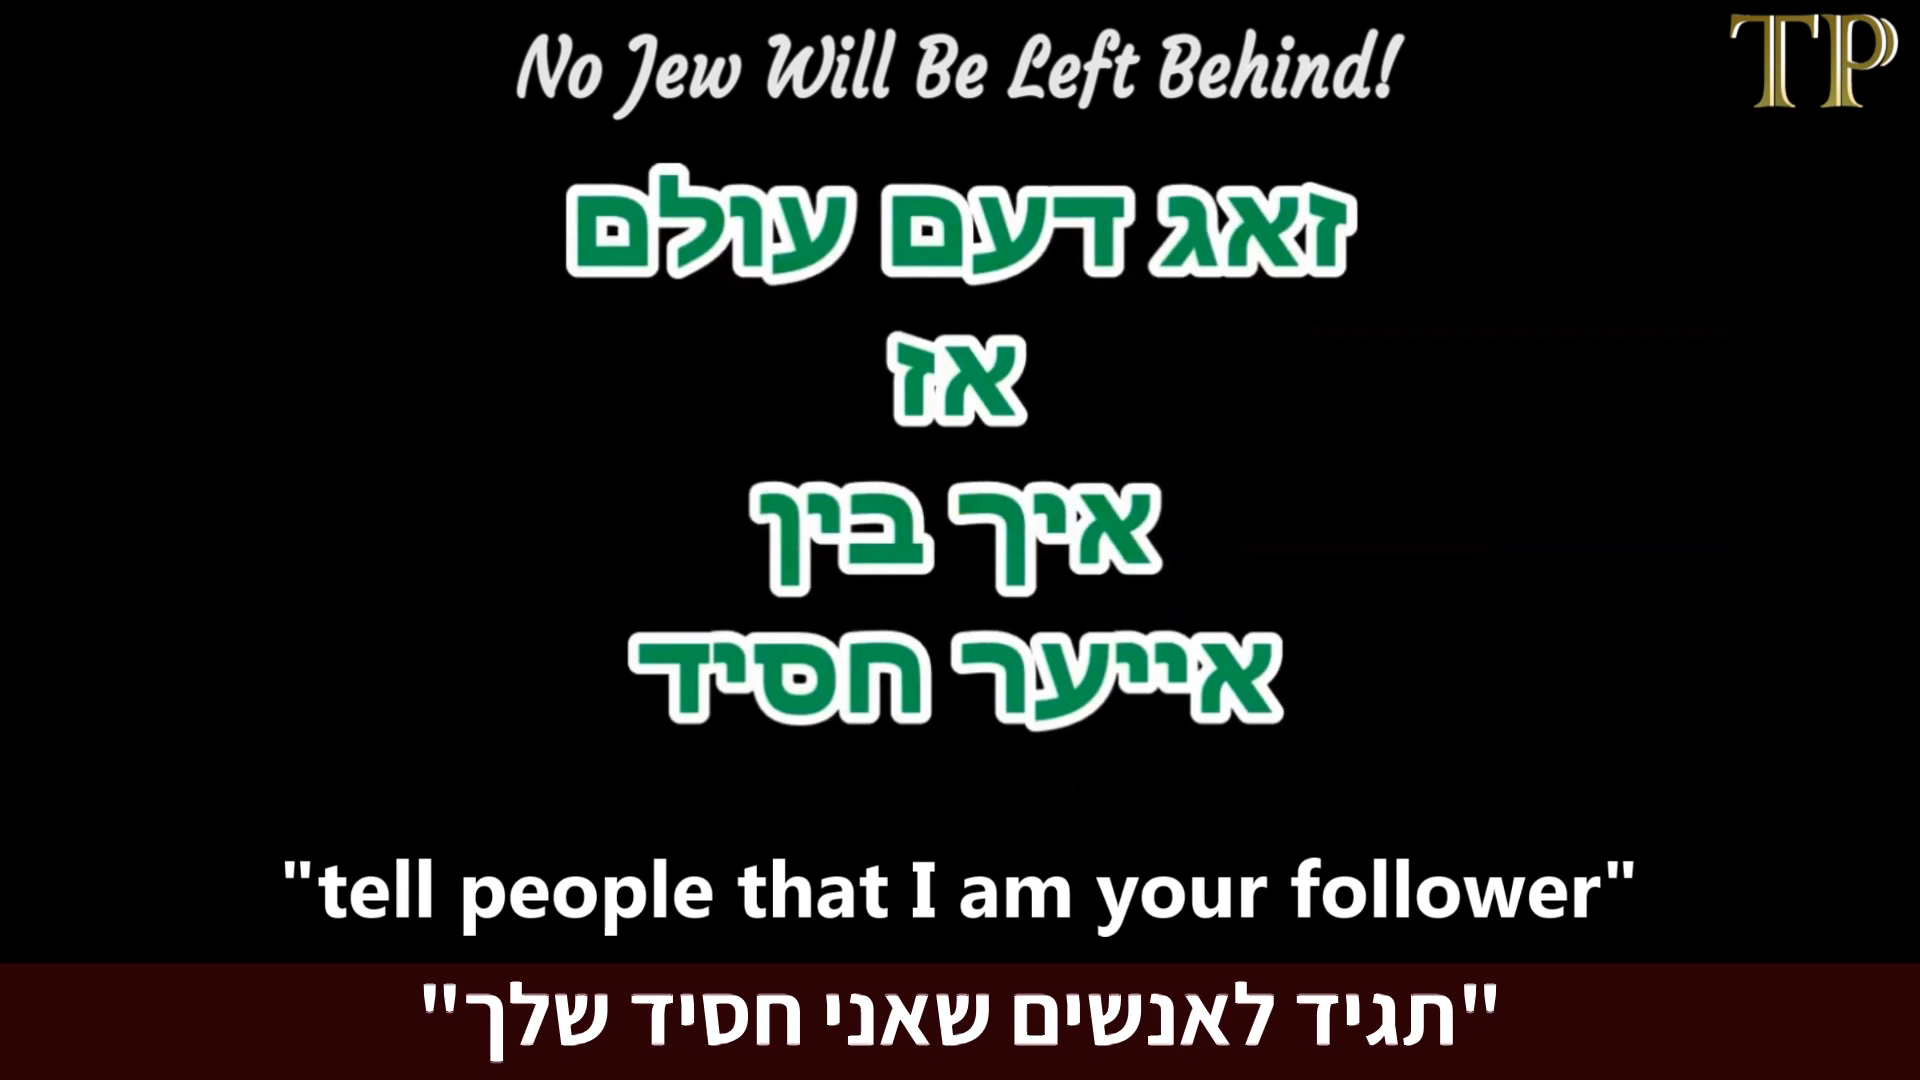 No Jew Will Be Left Behind!
TP
זאג דעם עולם
אז
איך בין
אייער חסיד
"tell people that I am your follower"
"תגיד לאנשים שאני חסיד שלך"